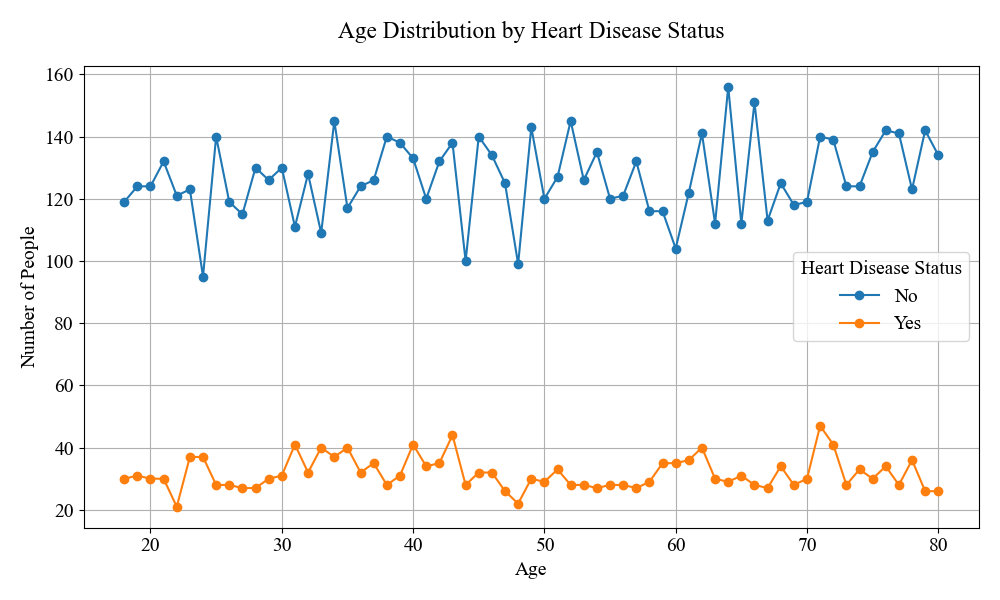 Age Distribution by Heart Disease Status
160
140
120
100
80
60
40
20
Number of People
Heart Disease Status
No
Yes
20 30 40 50 60 70 80
Age